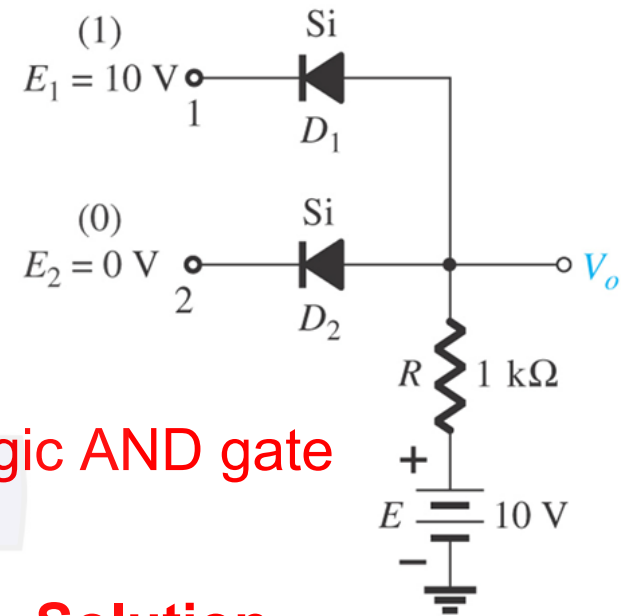 (1)
Si
E₁ = 10 V
1
D₁
(0)
Si
E₂ = 0 V
Vₒ
2
D₂
R
1 kΩ
gic AND gate
+
E
10 V
−
Solution